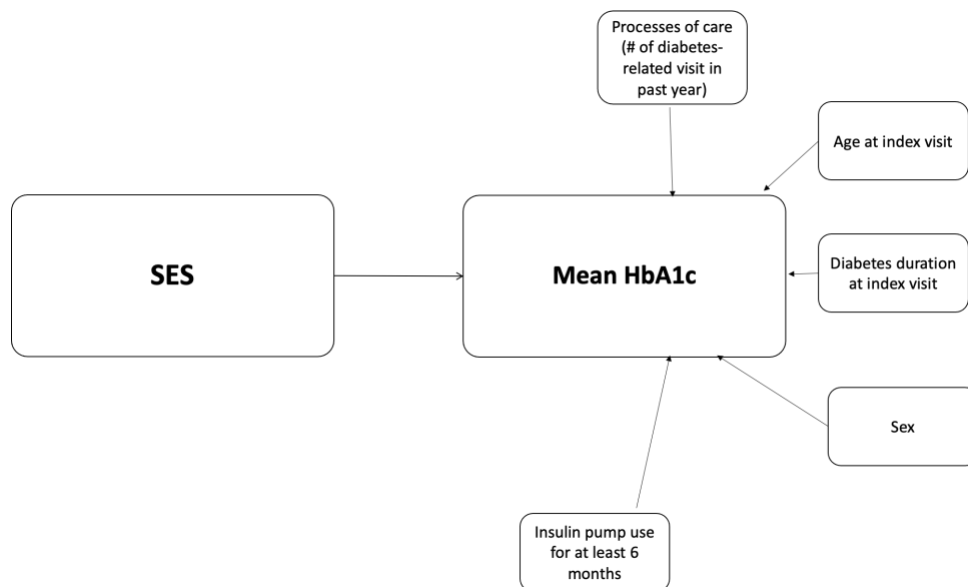 Processes of care
(# of diabetes-
related visit in
past year)
Age at index visit
SES
Mean HbA1c
Diabetes duration
at index visit
Sex
Insulin pump use
for at least 6
months